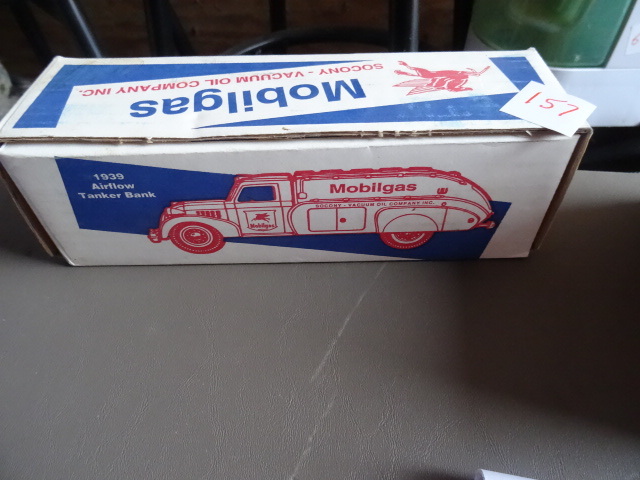 SOCONY - VACUUM OIL COMPANY INC.
Mobilgas
157
1939
Airflow
Tanker Bank
Mobilgas
SOCONY - VACUUM OIL COMPANY INC.
Mobilgas